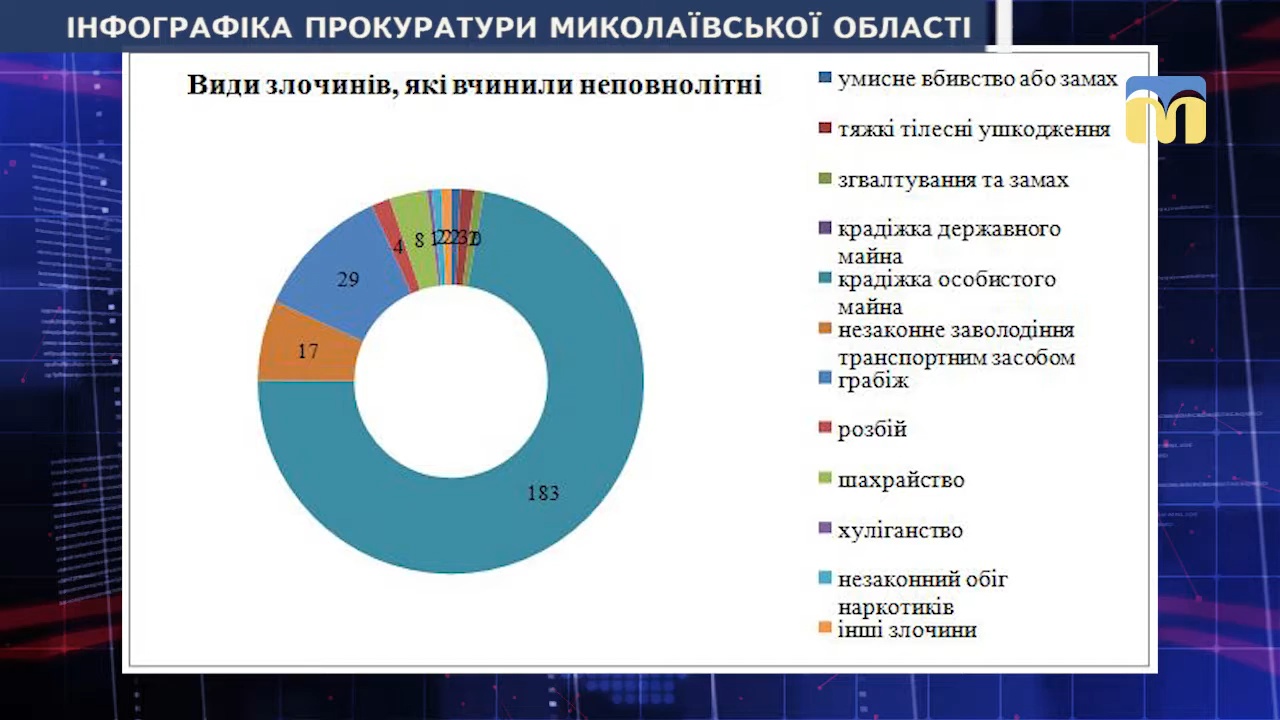 ІНФОГРАФІКА ПРОКУРАТУРИ МИКОЛАЇВСЬКОЇ ОБЛАСТІ
Види злочинів, які вчинили неповнолітні
умисне вбивство або замах
тяжкі тілесні ушкодження
згвалтування та замах
крадіжка державного
майна
крадіжка особистого
майна
незаконне заволодіння
транспортним засобом
грабіж
розбій
шахрайство
хуліганство
незаконний обіг
наркотиків
інші злочини
4
8
29
17
183